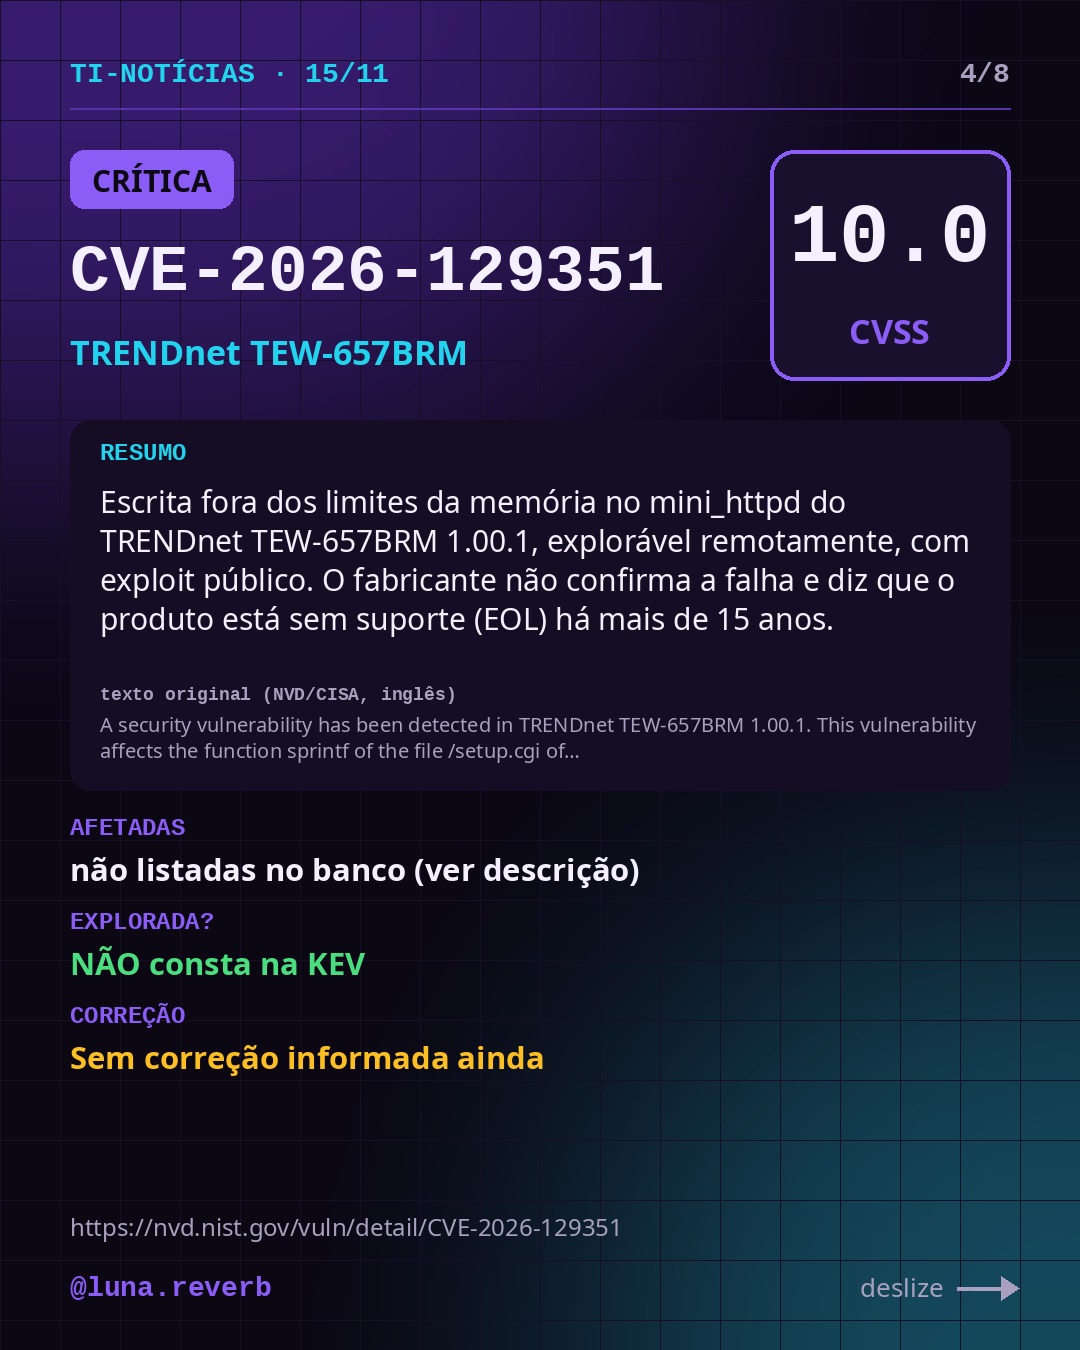 TI-NOTÍCIAS · 15/11
4/8
CRÍTICA
CVE-2026-129351
TRENDnet TEW-657BRM
10.0
CVSS
RESUMO
Escrita fora dos limites da memória no mini_httpd do
TRENDnet TEW-657BRM 1.00.1, explorável remotamente, com
exploit público. O fabricante não confirma a falha e diz que o
produto está sem suporte (EOL) há mais de 15 anos.
texto original (NVD/CISA, inglês)
A security vulnerability has been detected in TRENDnet TEW-657BRM 1.00.1. This vulnerability
affects the function sprintf of the file /setup.cgi of…
AFETADAS
não listadas no banco (ver descrição)
EXPLORADA?
NÃO consta na KEV
CORREÇÃO
Sem correção informada ainda
https://nvd.nist.gov/vuln/detail/CVE-2026-129351
@luna.reverb
deslize